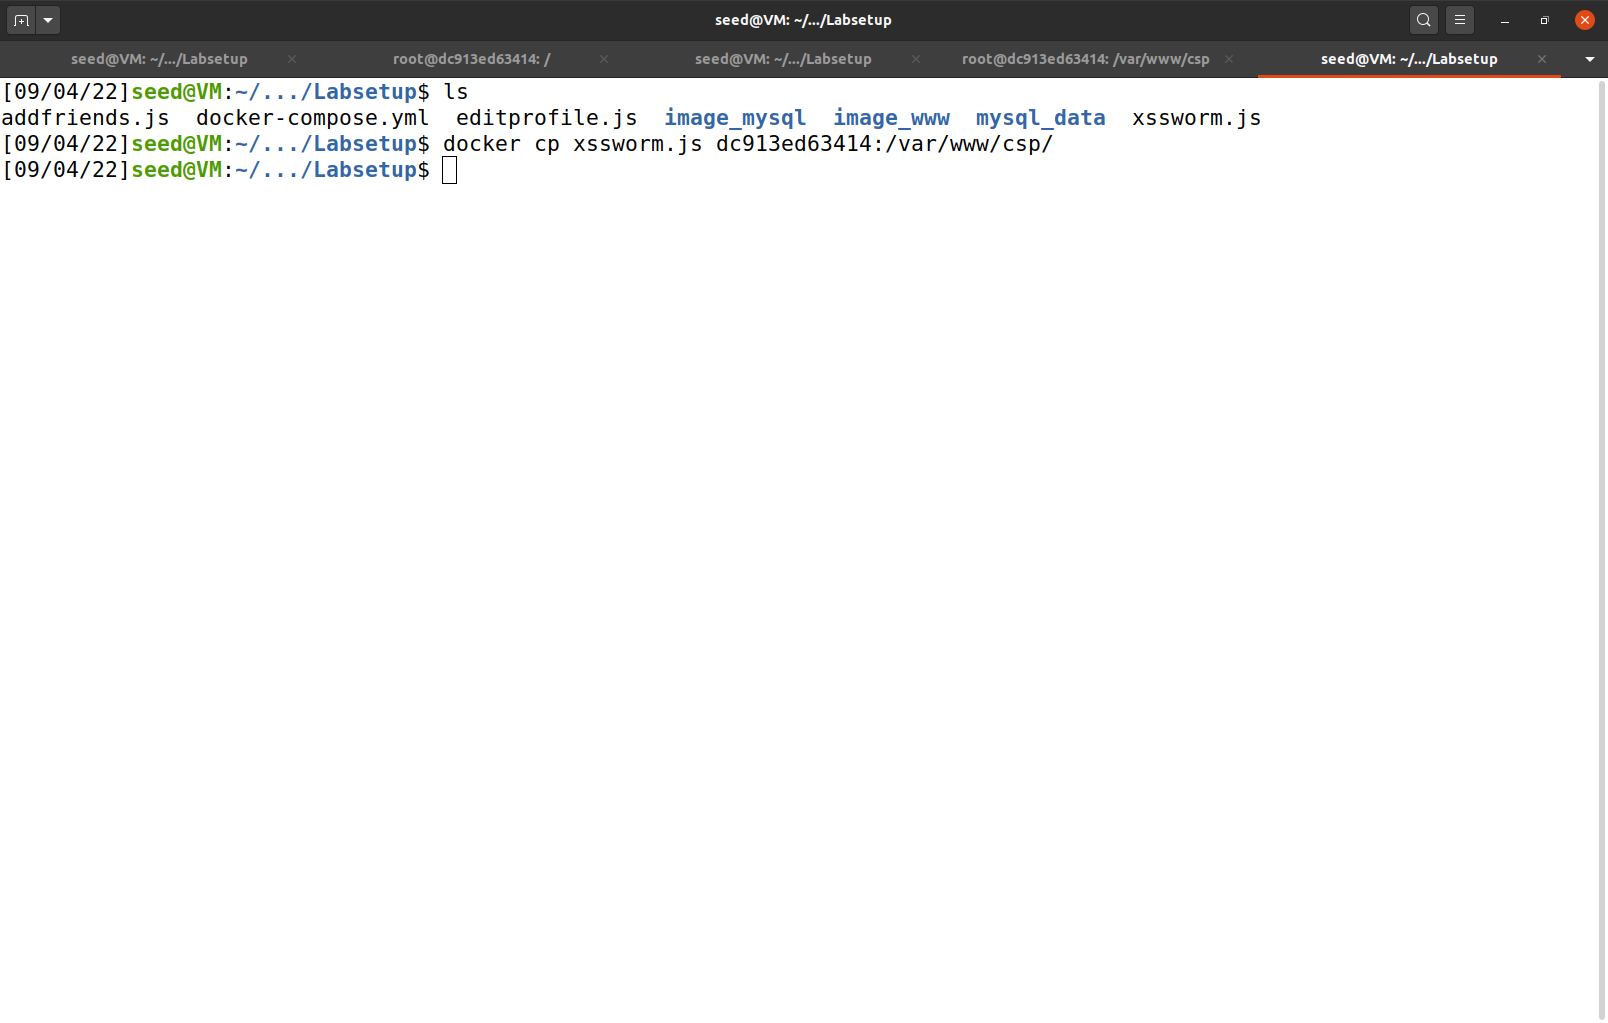 seed@VM: ~/.../Labsetup
seed@VM: ~/.../Labsetup root@dc913ed63414: / seed@VM: ~/.../Labsetup root@dc913ed63414: /var/www/csp seed@VM: ~/.../Labsetup
[09/04/22]seed@VM:~/.../Labsetup$ ls
addfriends.js docker-compose.yml editprofile.js image_mysql image_www mysql_data xssworm.js
[09/04/22]seed@VM:~/.../Labsetup$ docker cp xssworm.js dc913ed63414:/var/www/csp/
[09/04/22]seed@VM:~/.../Labsetup$